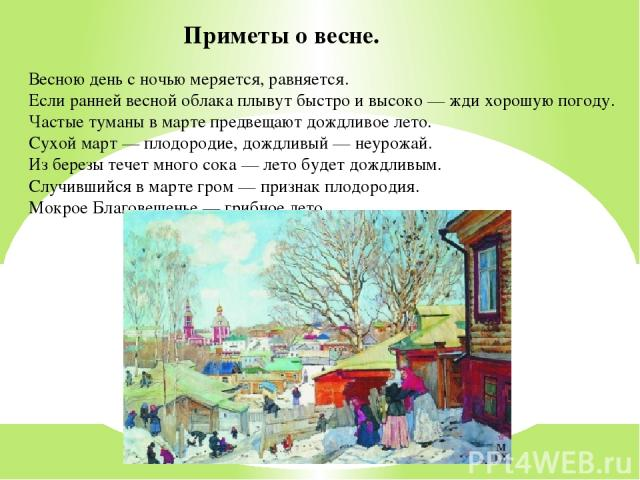 Приметы о весне.
Весною день с ночью меряется, равняется.
Если ранней весной облака плывут быстро и высоко — жди хорошую погоду.
Частые туманы в марте предвещают дождливое лето.
Сухой март — плодородие, дождливый — неурожай.
Из березы течет много сока — лето будет дождливым.
Случившийся в марте гром — признак плодородия.
Мокрое Благовещенье — грибное лето
м
PPt4WEB.ru